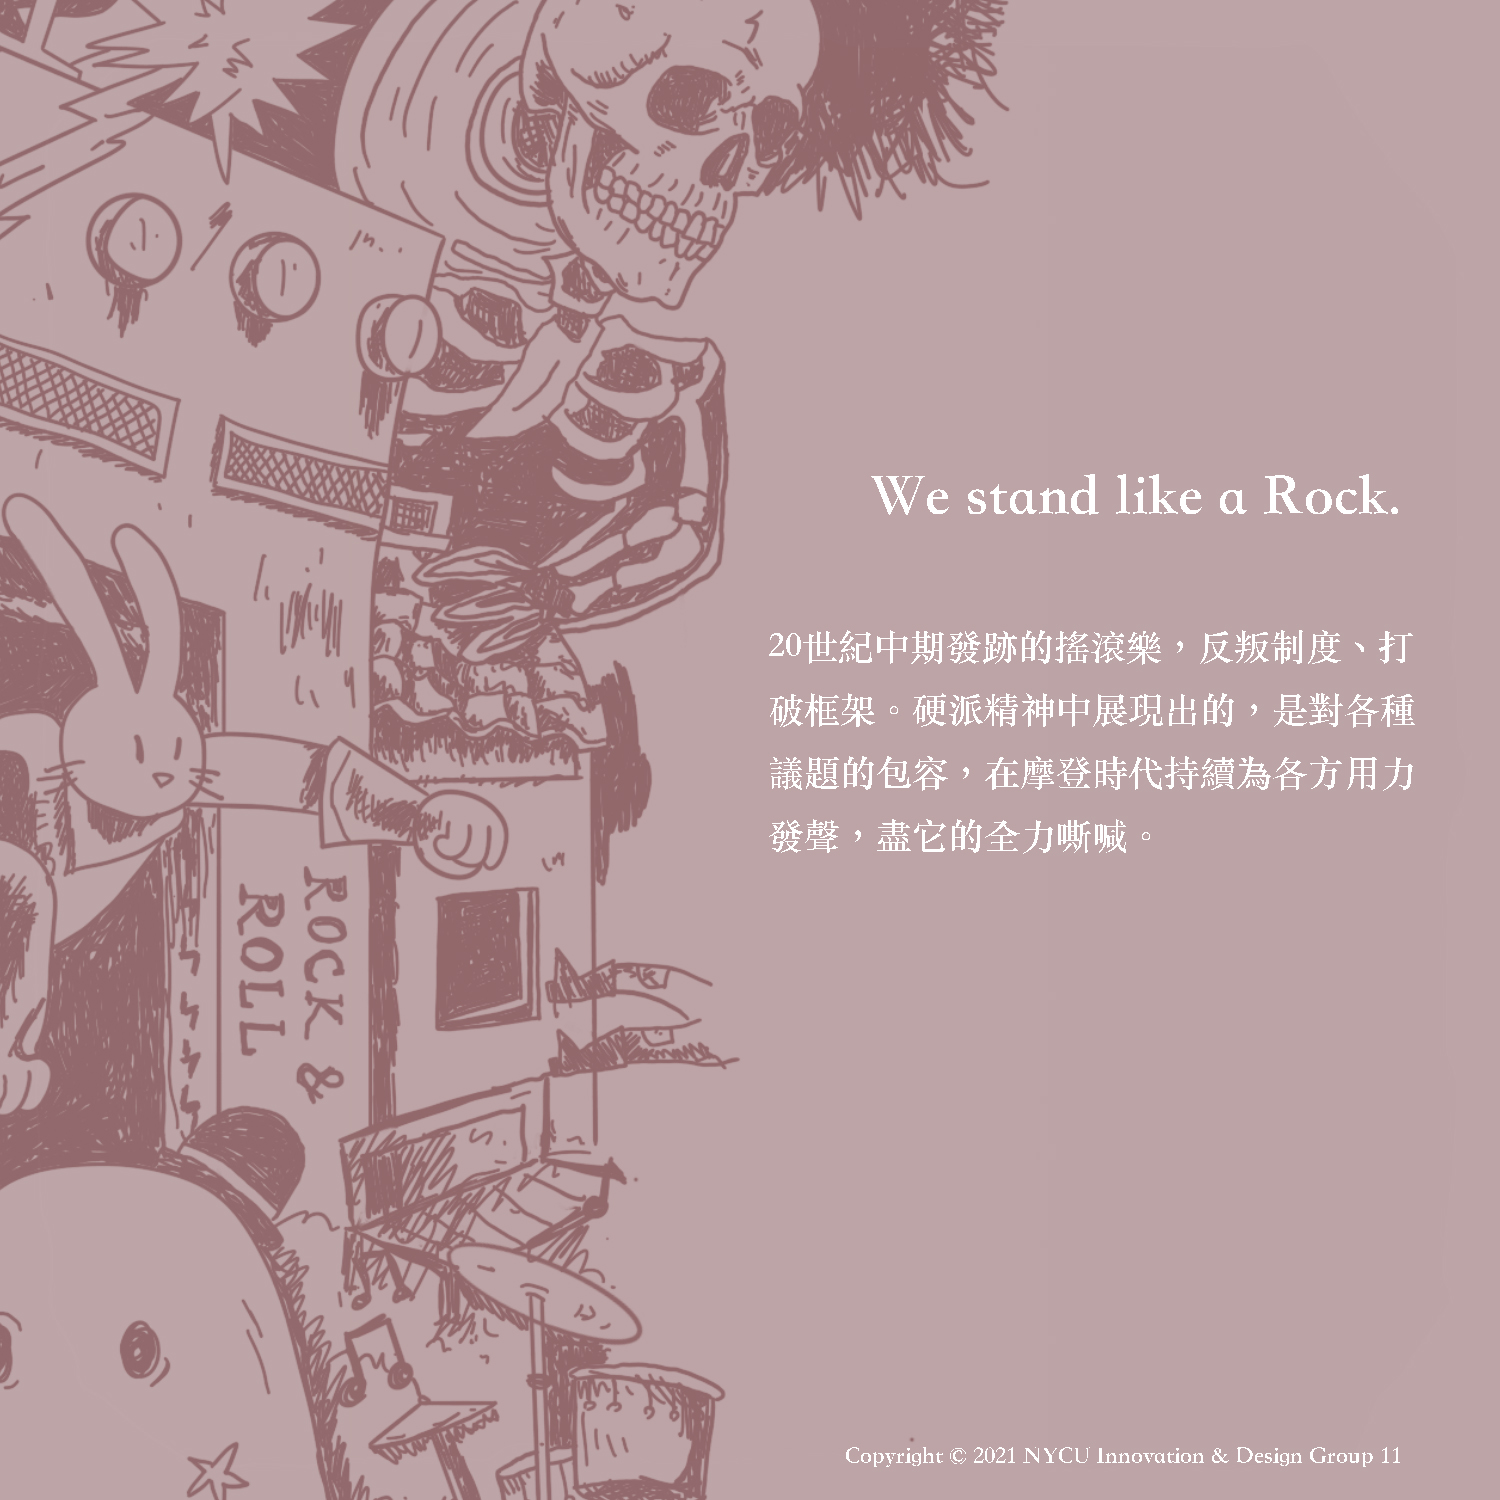 We stand like a Rock.
20世紀中期發跡的搖滾樂，反叛制度、打
破框架。硬派精神中展現出的，是對各種
議題的包容，在摩登時代持續為各方用力
發聲，盡它的全力嘶喊。
ROCK &
ROLL
Copyright © 2021 NYCU Innovation & Design Group 11